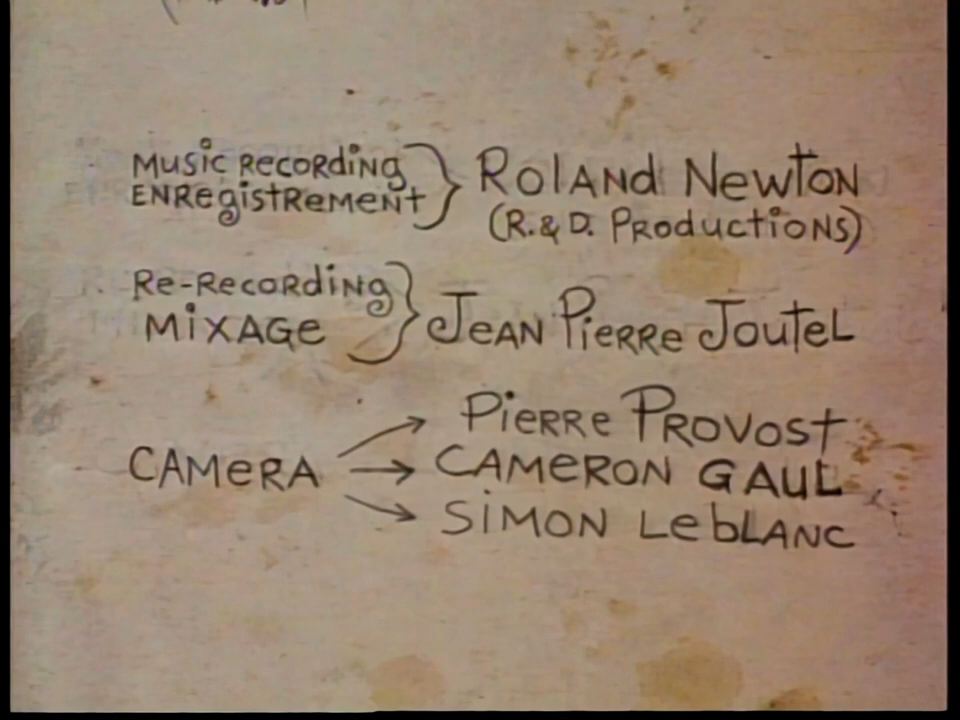 Music Recording
Enregistrement } Roland Newton
(R. & D. Productions)
Re-Recording
Mixage } Jean Pierre Joutel
Camera → Pierre Provost
→ Cameron Gaul
→ Simon Leblanc